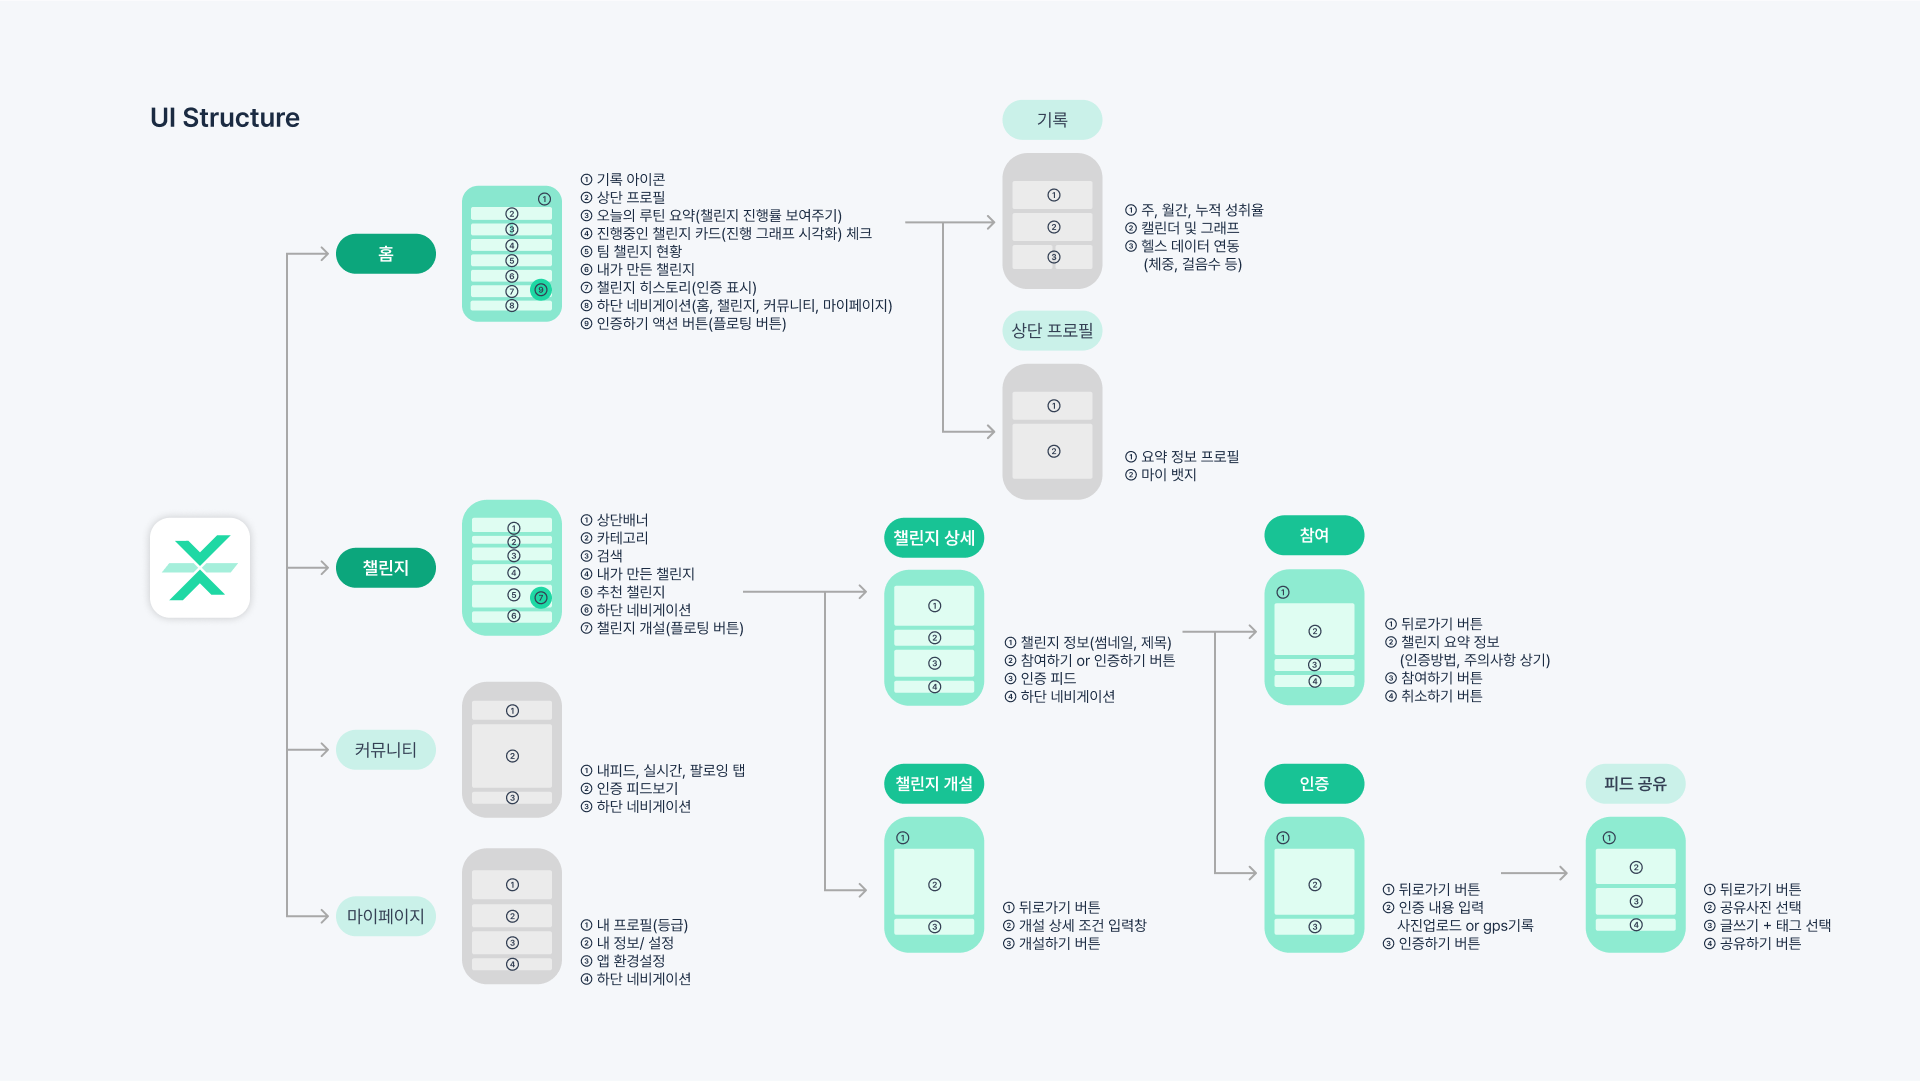 UI Structure
홈
①
②
③
④
⑤
⑥
⑦
⑧
⑨
① 기록 아이콘
② 상단 프로필
③ 오늘의 루틴 요약(챌린지 진행률 보여주기)
④ 진행중인 챌린지 카드(진행 그래프 시각화) 체크
⑤ 팀 챌린지 현황
⑥ 내가 만든 챌린지
⑦ 챌린지 히스토리(인증 표시)
⑧ 하단 네비게이션(홈, 챌린지, 커뮤니티, 마이페이지)
⑨ 인증하기 액션 버튼(플로팅 버튼)
기록
①
②
③
① 주, 월간, 누적 성취율
② 캘린더 및 그래프
③ 헬스 데이터 연동
(체중, 걸음수 등)
상단 프로필
①
②
① 요약 정보 프로필
② 마이 뱃지
챌린지
①
②
③
④
⑤
⑥
⑦
① 상단배너
② 카테고리
③ 검색
④ 내가 만든 챌린지
⑤ 추천 챌린지
⑥ 하단 네비게이션
⑦ 챌린지 개설(플로팅 버튼)
챌린지 상세
①
②
③
④
① 챌린지 정보(썸네일, 제목)
② 참여하기 or 인증하기 버튼
③ 인증 피드
④ 하단 네비게이션
참여
①
②
③
④
① 뒤로가기 버튼
② 챌린지 요약 정보
(인증방법, 주의사항 상기)
③ 참여하기 버튼
④ 취소하기 버튼
커뮤니티
①
②
③
① 내피드, 실시간, 팔로잉 탭
② 인증 피드보기
③ 하단 네비게이션
챌린지 개설
①
②
③
① 뒤로가기 버튼
② 개설 상세 조건 입력창
③ 개설하기 버튼
인증
①
②
③
① 뒤로가기 버튼
② 인증 내용 입력
사진업로드 or gps기록
③ 인증하기 버튼
피드 공유
①
②
③
④
① 뒤로가기 버튼
② 공유사진 선택
③ 글쓰기 + 태그 선택
④ 공유하기 버튼
마이페이지
①
②
③
④
① 내 프로필(등급)
② 내 정보/ 설정
③ 앱 환경설정
④ 하단 네비게이션